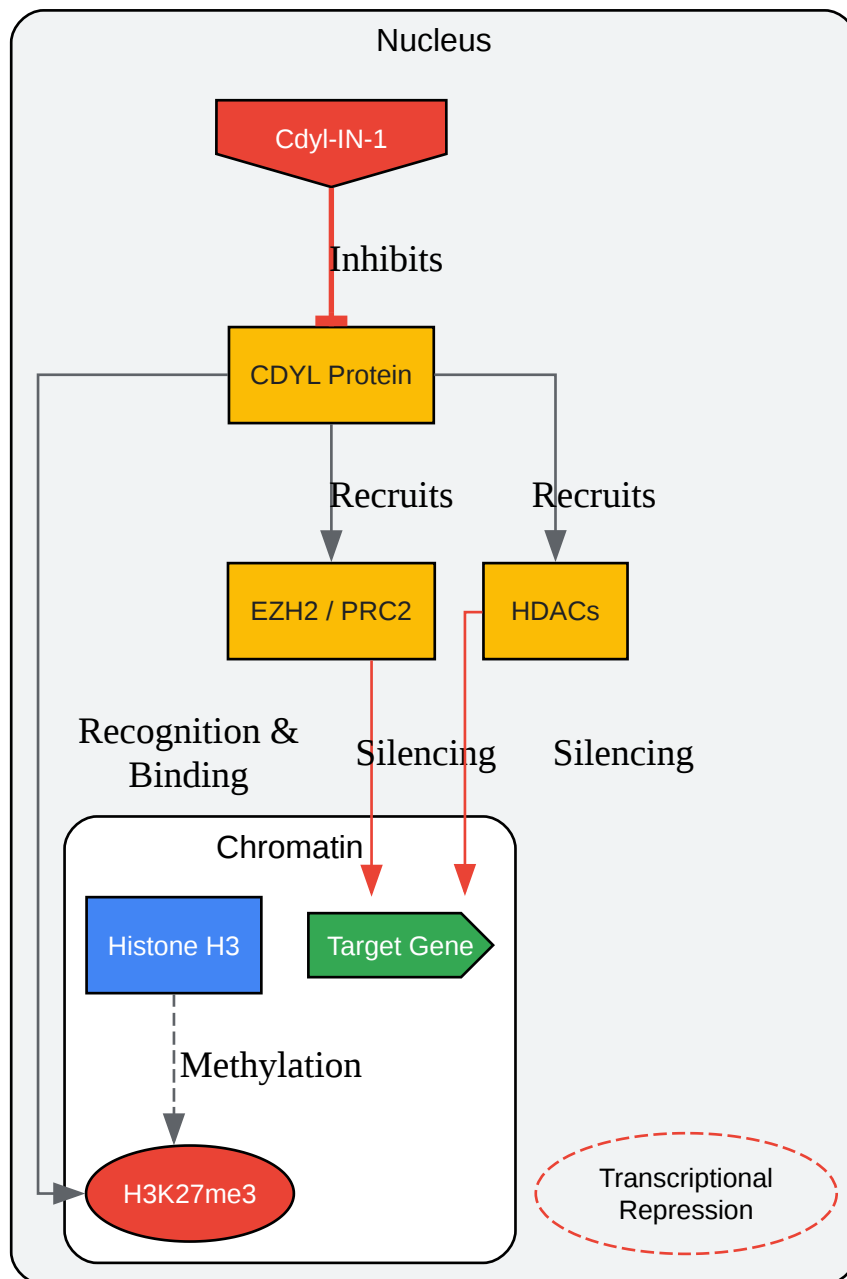 Nucleus
Cdyl-IN-1
Inhibits
CDYL Protein
Recruits
Recruits
EZH2 / PRC2
HDACs
Recognition &
Binding
Silencing
Silencing
Chromatin
Histone H3
Target Gene
Methylation
H3K27me3
Transcriptional
Repression